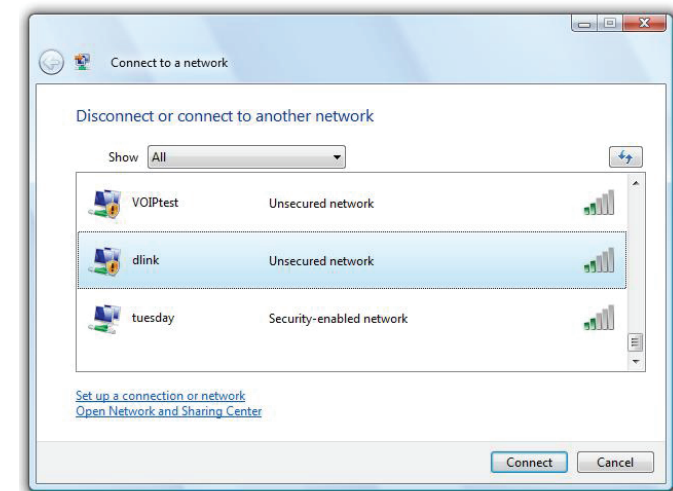 Connect to a network
Disconnect or connect to another network
Show All
VOIPtest Unsecured network
dlink Unsecured network
tuesday Security-enabled network
Set up a connection or network
Open Network and Sharing Center
Connect Cancel